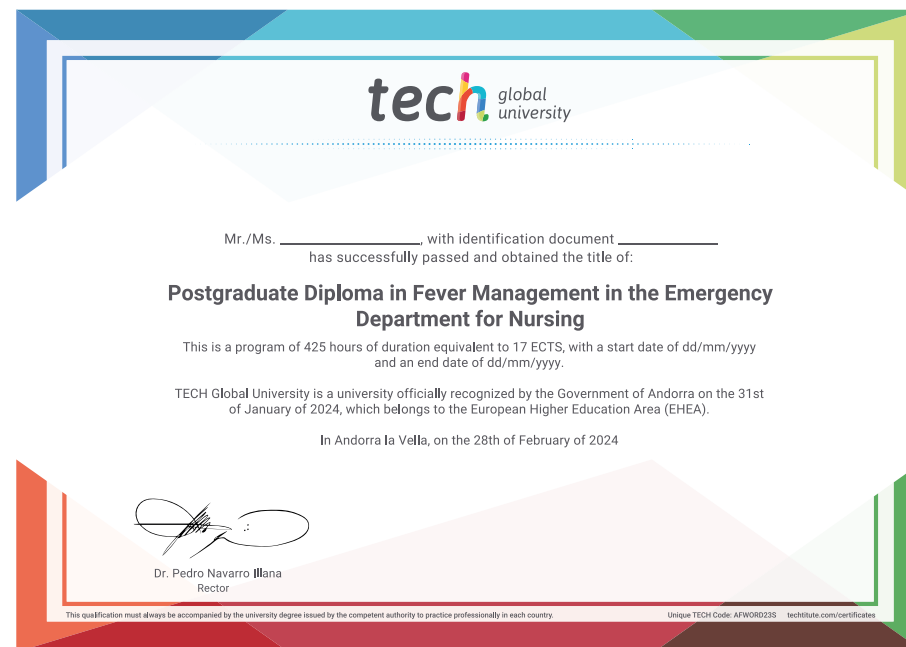 tech global university
Mr./Ms. ____________________, with identification document ______________
has successfully passed and obtained the title of:
Postgraduate Diploma in Fever Management in the Emergency
Department for Nursing
This is a program of 425 hours of duration equivalent to 17 ECTS, with a start date of dd/mm/yyyy
and an end date of dd/mm/yyyy.
TECH Global University is a university officially recognized by the Government of Andorra on the 31st
of January of 2024, which belongs to the European Higher Education Area (EHEA).
In Andorra la Vella, on the 28th of February of 2024
Dr. Pedro Navarro Illana
Rector
This qualification must always be accompanied by the university degree issued by the competent authority to practice professionally in each country.
Unique TECH Code: AFWORD23S techtitute.com/certificates